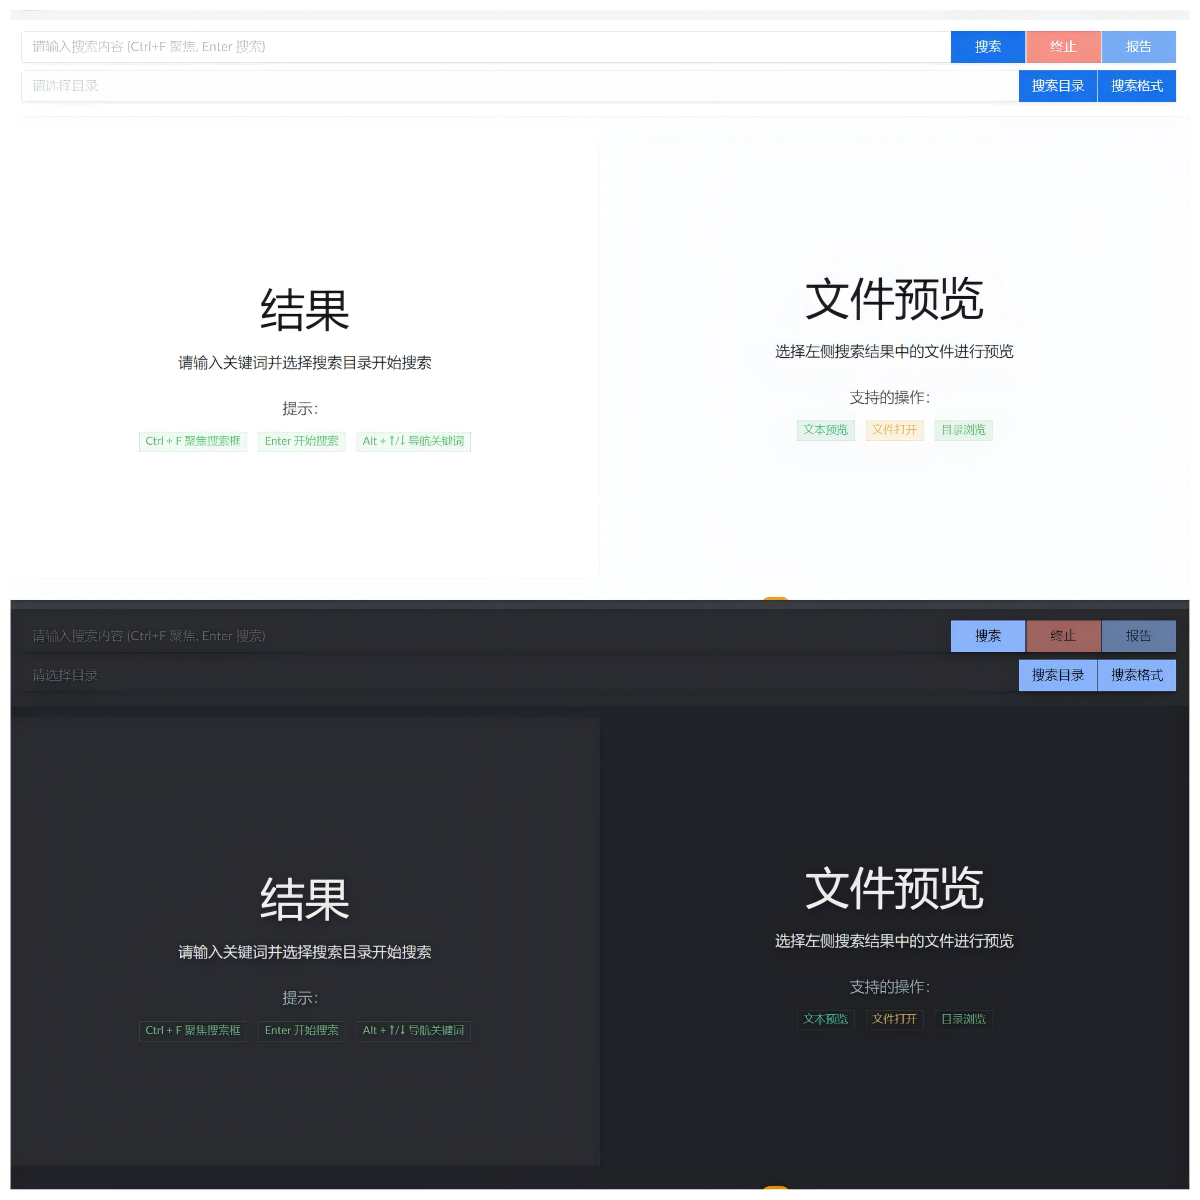 请输入搜索内容 (Ctrl+F 聚焦, Enter 搜索) 搜索 终止 报告
请选择目录 搜索目录 搜索格式
结果
请输入关键词并选择搜索目录开始搜索
提示：
Ctrl + F 聚焦搜索框 Enter 开始搜索 Alt + ↑/↓ 导航关键词
文件预览
选择左侧搜索结果中的文件进行预览
支持的操作：
文本预览 文件打开 目录浏览
请输入搜索内容 (Ctrl+F 聚焦, Enter 搜索) 搜索 终止 报告
请选择目录 搜索目录 搜索格式
结果
请输入关键词并选择搜索目录开始搜索
提示：
Ctrl + F 聚焦搜索框 Enter 开始搜索 Alt + ↑/↓ 导航关键词
文件预览
选择左侧搜索结果中的文件进行预览
支持的操作：
文本预览 文件打开 目录浏览